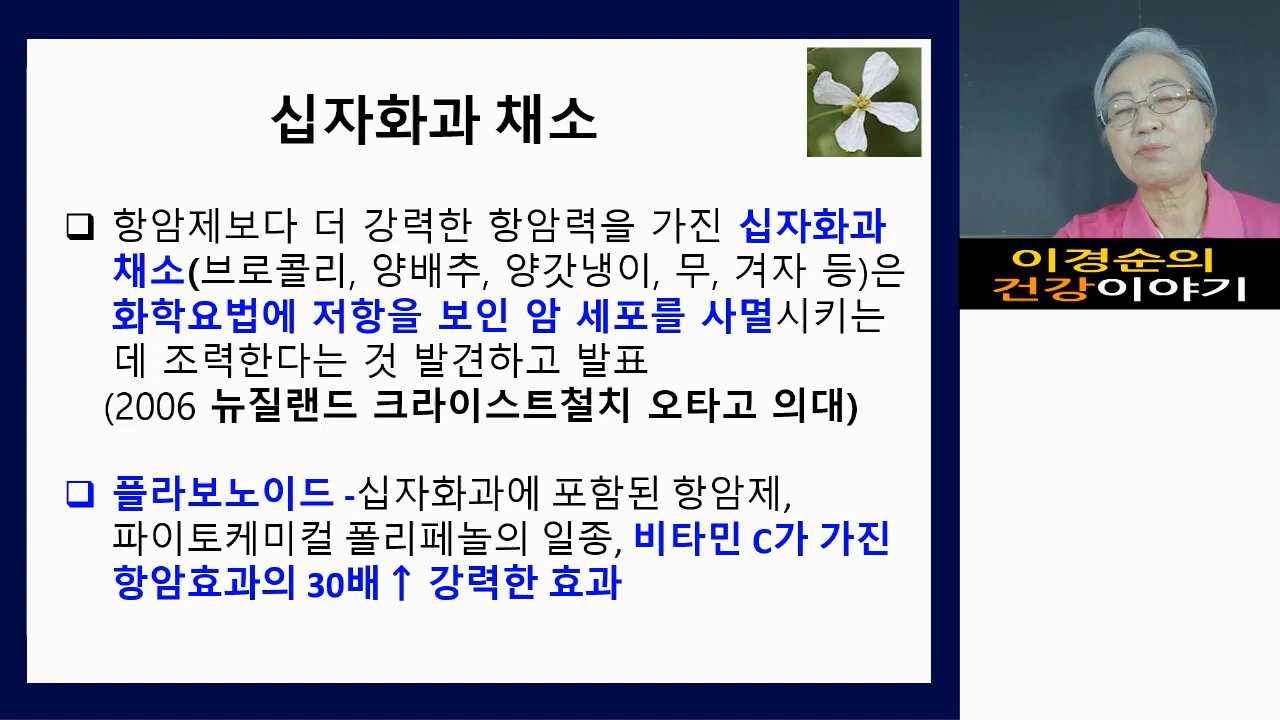 십자화과 채소
❑ 항암제보다 더 강력한 항암력을 가진 십자화과
채소(브로콜리, 양배추, 양갓냉이, 무, 겨자 등)은
화학요법에 저항을 보인 암 세포를 사멸시키는
데 조력한다는 것 발견하고 발표
(2006 뉴질랜드 크라이스트철치 오타고 의대)
❑ 플라보노이드 -십자화과에 포함된 항암제,
파이토케미컬 폴리페놀의 일종, 비타민 C가 가진
항암효과의 30배↑ 강력한 효과
이경순의
건강이야기